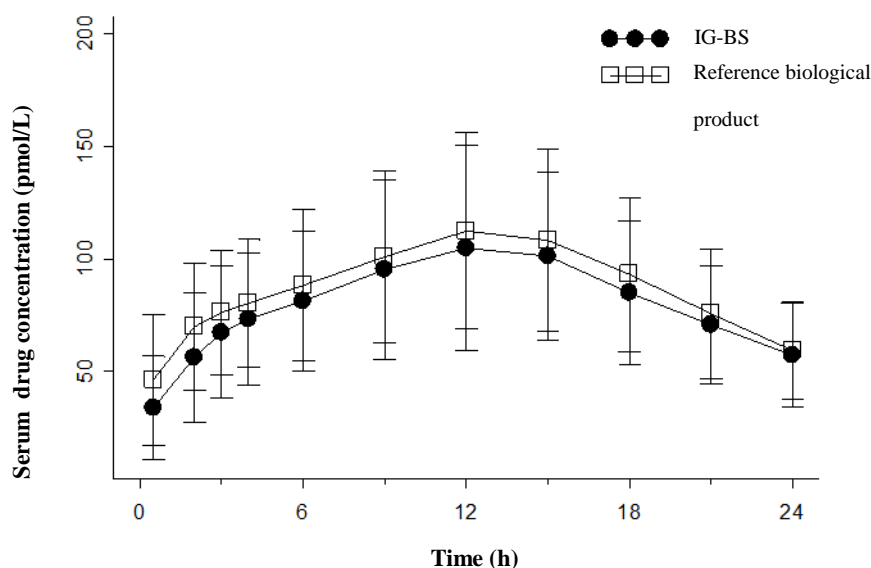 200
150
100
50
Serum drug concentration (pmol/L)
IG-BS
Reference biological
product
0 6 12 18 24
Time (h)